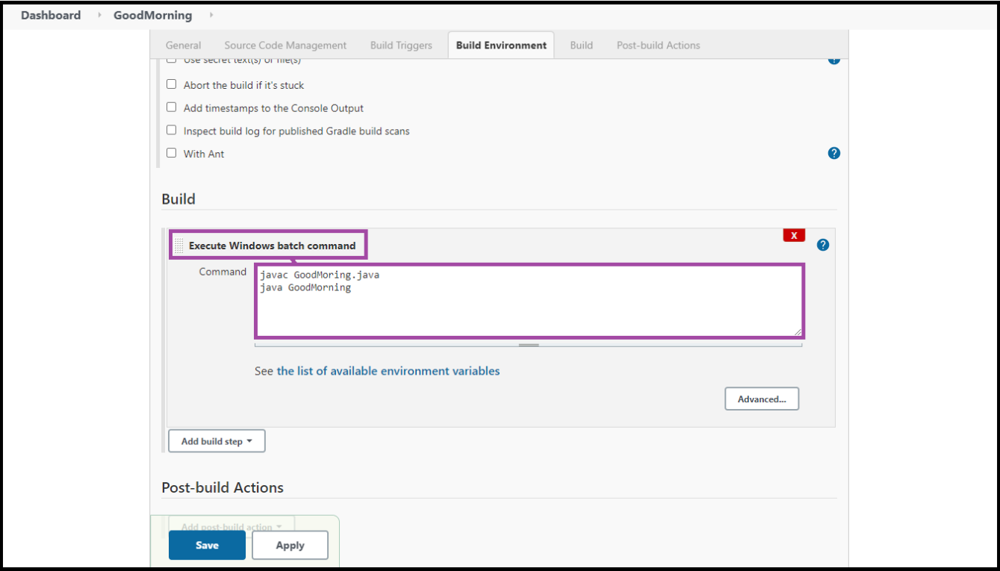 Dashboard GoodMorning
General Source Code Management Build Triggers Build Environment Build Post-build Actions
Use secret text(s) or file(s)
?
Abort the build if it's stuck
Add timestamps to the Console Output
Inspect build log for published Gradle build scans
With Ant
?
Build
Execute Windows batch command
X
?
Command
javac GoodMoring.java
java GoodMorning
See the list of available environment variables
Advanced...
Add build step
Post-build Actions
Add post-build action
Save Apply